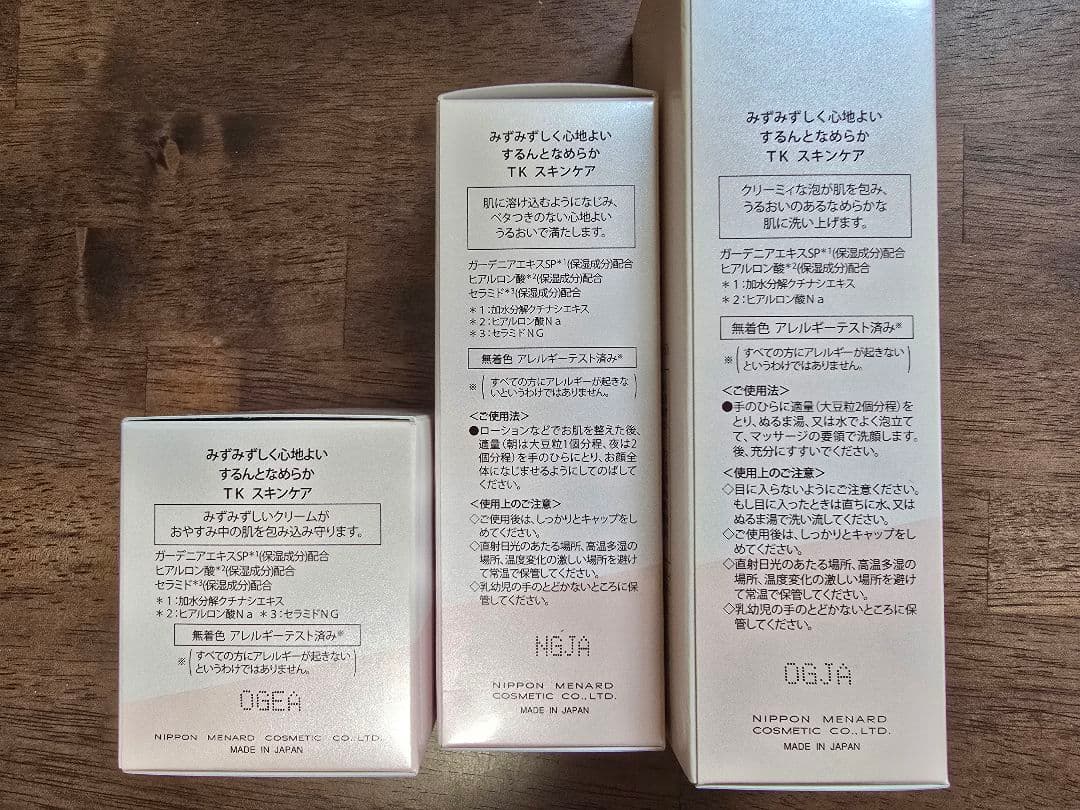 みずみずしく心地よい
するんとなめらか
TK スキンケア
みずみずしいクリームが
おやすみ中の肌を包み込み守ります。
ガーデニアエキスSP*1(保湿成分)配合
ヒアルロン酸*2(保湿成分)配合
セラミド*3(保湿成分)配合
*1:加水分解クチナシエキス
*2:ヒアルロン酸Na *3:セラミドNG
無着色 アレルギーテスト済み※
※(すべての方にアレルギーが起きない
というわけではありません。)
OGEA
NIPPON MENARD COSMETIC CO.,LTD.
MADE IN JAPAN
みずみずしく心地よい
するんとなめらか
TK スキンケア
肌に溶け込むようになじみ、
ベタつきのない心地よい
うるおいで満たします。
ガーデニアエキスSP*1(保湿成分)配合
ヒアルロン酸*2(保湿成分)配合
セラミド*3(保湿成分)配合
*1:加水分解クチナシエキス
*2:ヒアルロン酸Na
*3:セラミドNG
無着色 アレルギーテスト済み※
※(すべての方にアレルギーが起きな
いというわけではありません。)
<ご使用法>
●ローションなどでお肌を整えた後、
適量(朝は大豆粒1個分程、夜は2
個分程)を手のひらにとり、お顔全
体になじませるようにしてのばして
ください。
<使用上のご注意>
◇ご使用後は、しっかりとキャップをし
めてください。
◇直射日光のあたる場所、高温多湿の
場所、温度変化の激しい場所を避け
て常温で保管してください。
◇乳幼児の手のとどかないところに保
管してください。
NGJA
NIPPON MENARD
COSMETIC CO.,LTD.
MADE IN JAPAN
みずみずしく心地よい
するんとなめらか
TK スキンケア
クリーミィな泡が肌を包み、
うるおいのあるなめらかな
肌に洗い上げます。
ガーデニアエキスSP*1(保湿成分)配合
ヒアルロン酸*2(保湿成分)配合
*1:加水分解クチナシエキス
*2:ヒアルロン酸Na
無着色 アレルギーテスト済み※
※(すべての方にアレルギーが起きない
というわけではありません。)
<ご使用法>
●手のひらに適量(大豆粒2個分程)を
とり、ぬるま湯、又は水でよく泡立て
て、マッサージの要領で洗顔します。
後、充分にすすいでください。
<使用上のご注意>
◇目に入らないようにご注意ください。
もし目に入ったときは直ちに水、又は
ぬるま湯で洗い流してください。
◇ご使用後は、しっかりとキャップをし
めてください。
◇直射日光のあたる場所、高温多湿の
場所、温度変化の激しい場所を避け
て常温で保管してください。
◇乳幼児の手のとどかないところに保
管してください。
OGJA
NIPPON MENARD
COSMETIC CO.,LTD.
MADE IN JAPAN